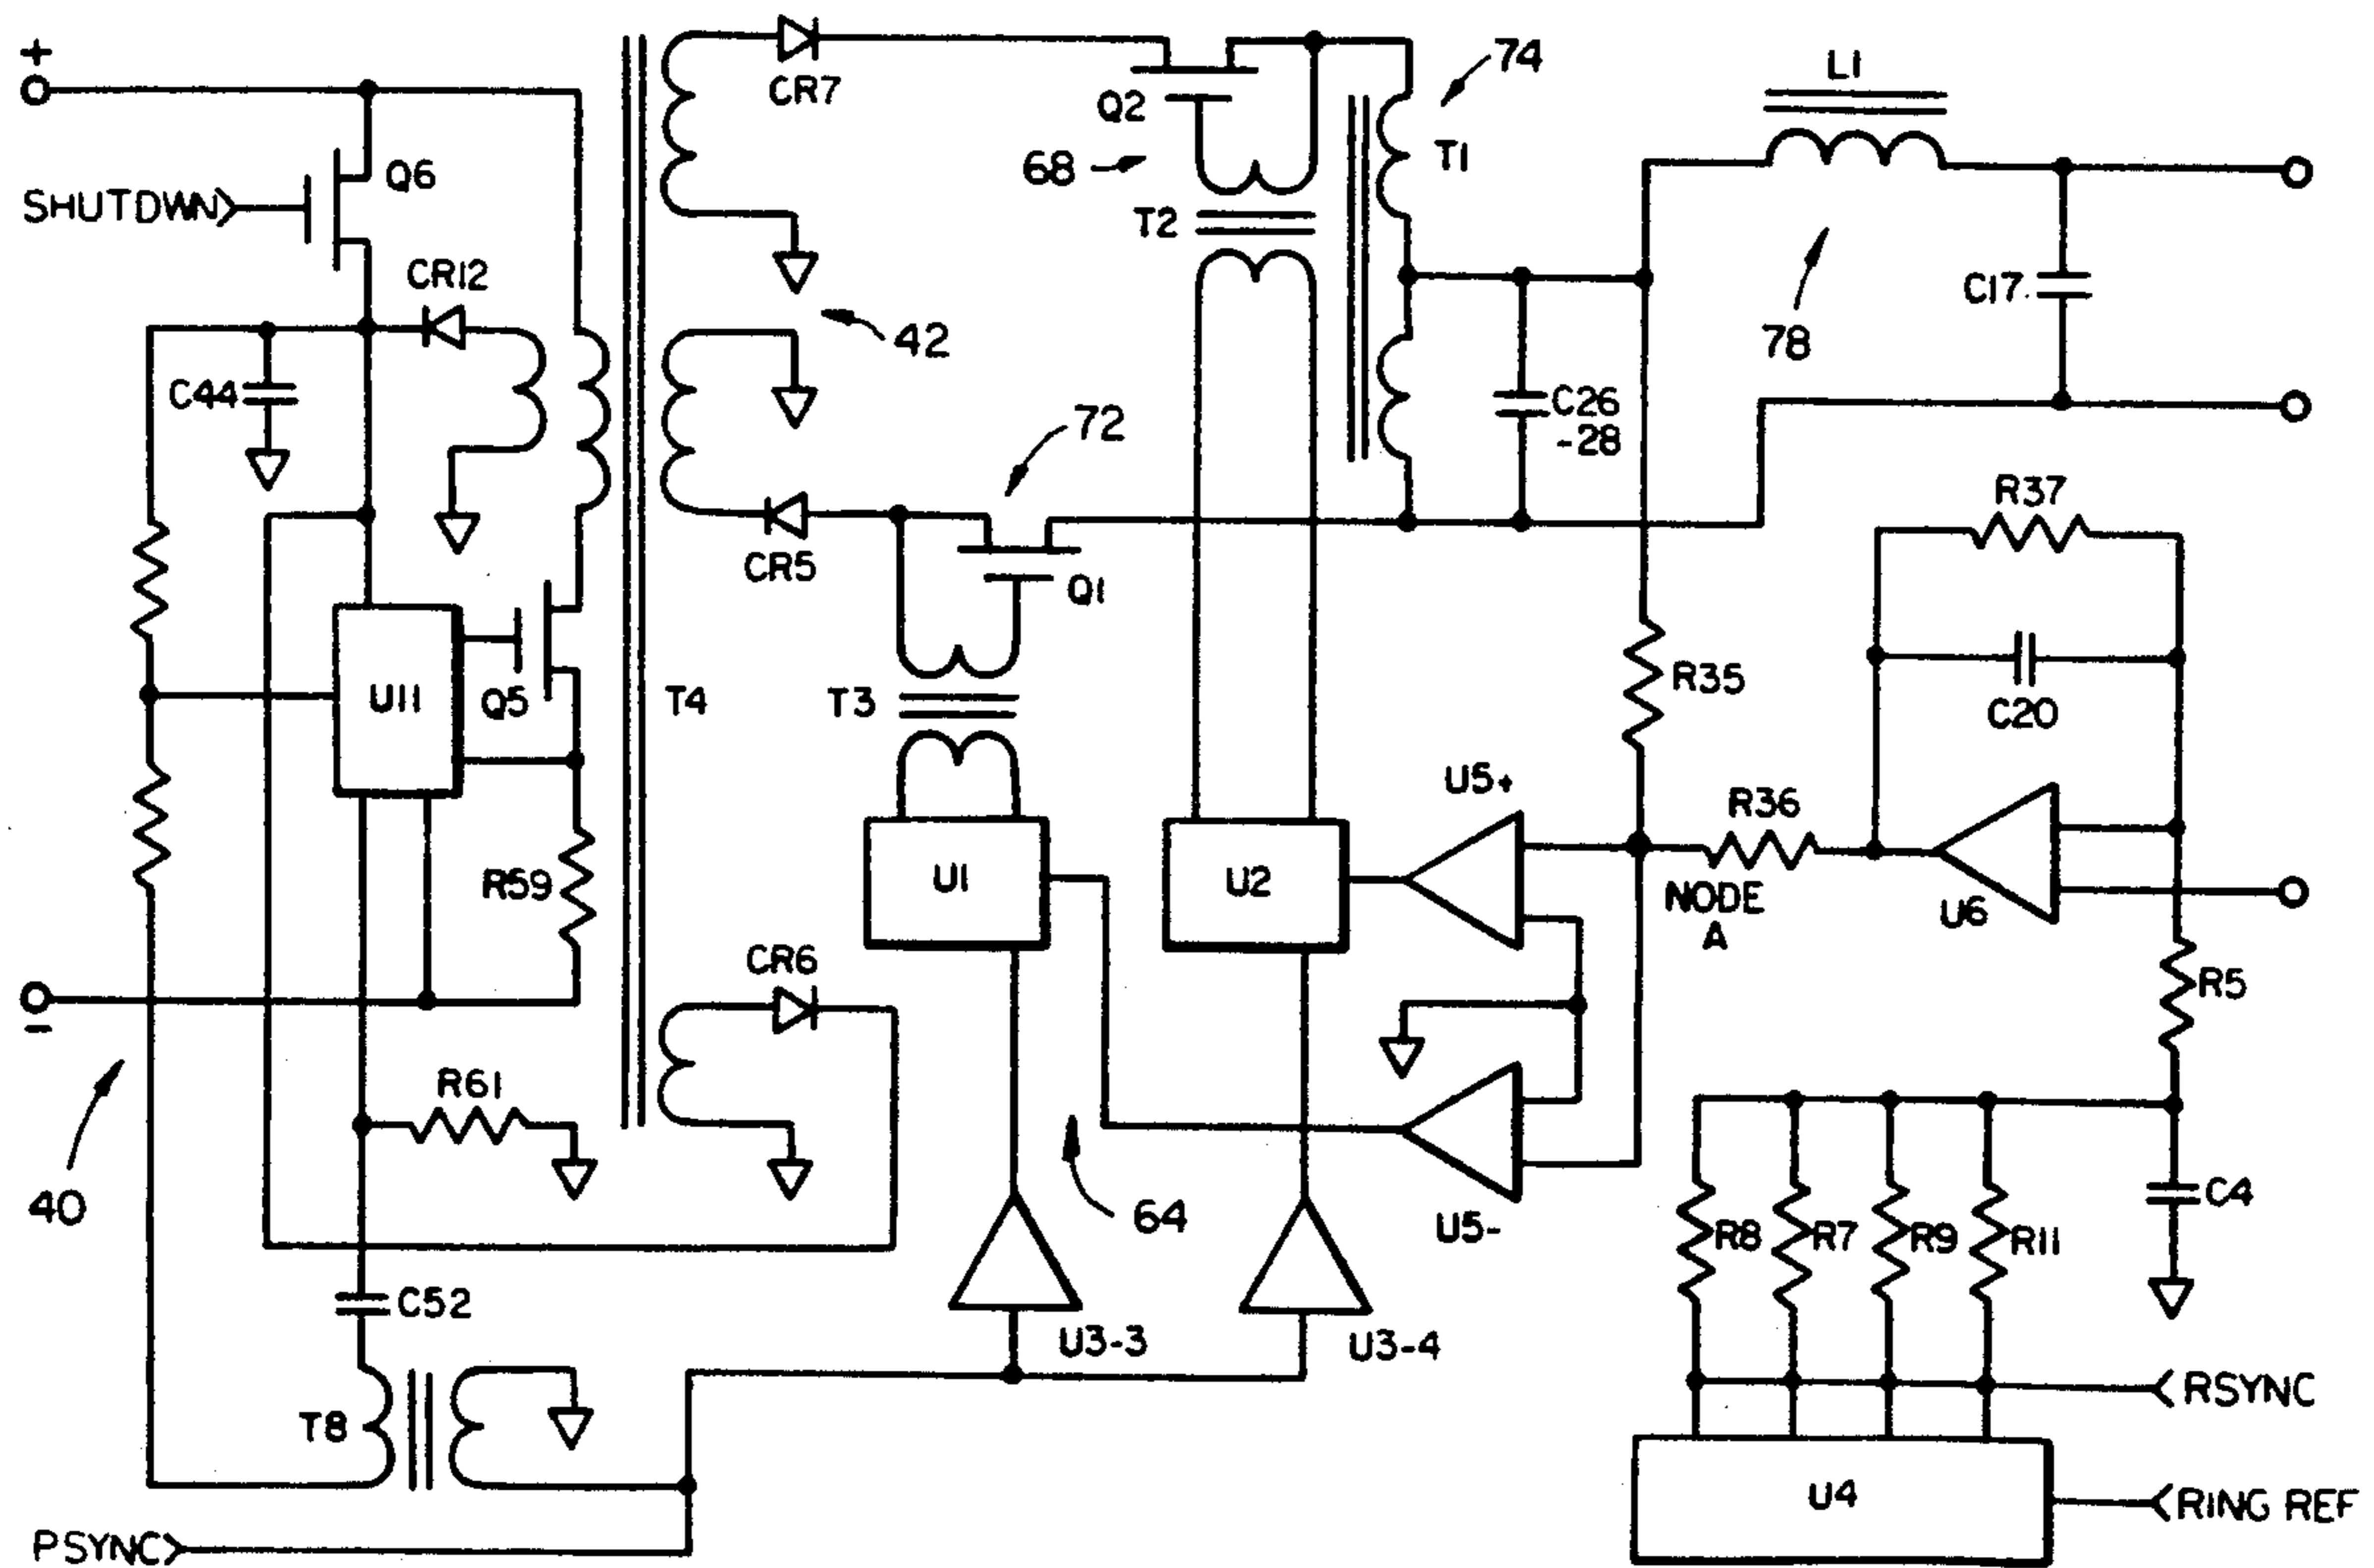 +
CR7
Q2
74
L1
68
T1
T2
Q6
SHUTDWN
CR12
42
C17
78
C44
72
C26
-28
R37
CR5
Q1
R35
C20
U11
Q5
T4
T3
U5+
R36
U1
U2
NODE
A
U6
R59
CR6
R5
-
R61
40
64
U5-
C4
R8
R7
R9
R11
C52
U3-3
U3-4
RSYNC
T8
U4
RING REF
PSYNC